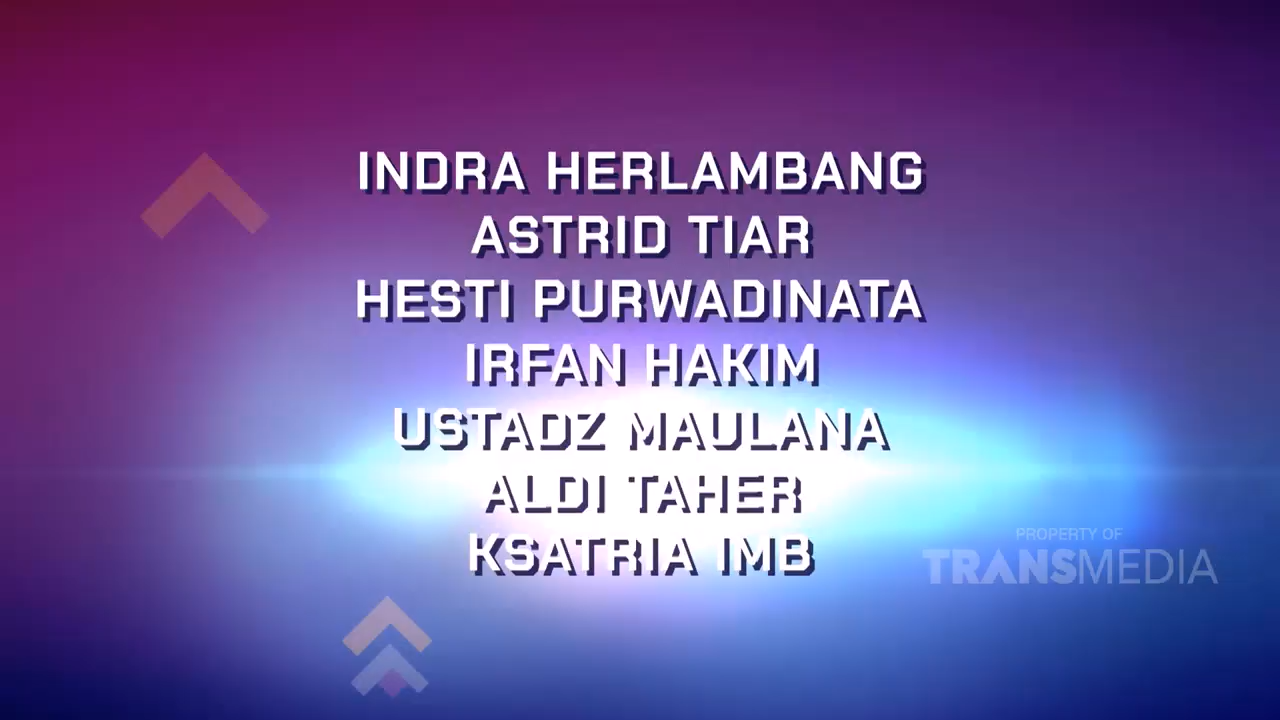 INDRA HERLAMBANG
ASTRID TIAR
HESTI PURWADINATA
IRFAN HAKIM
USTADZ MAULANA
ALDI TAHER
KSATRIA IMB
PROPERTY OF
TRANSMEDIA